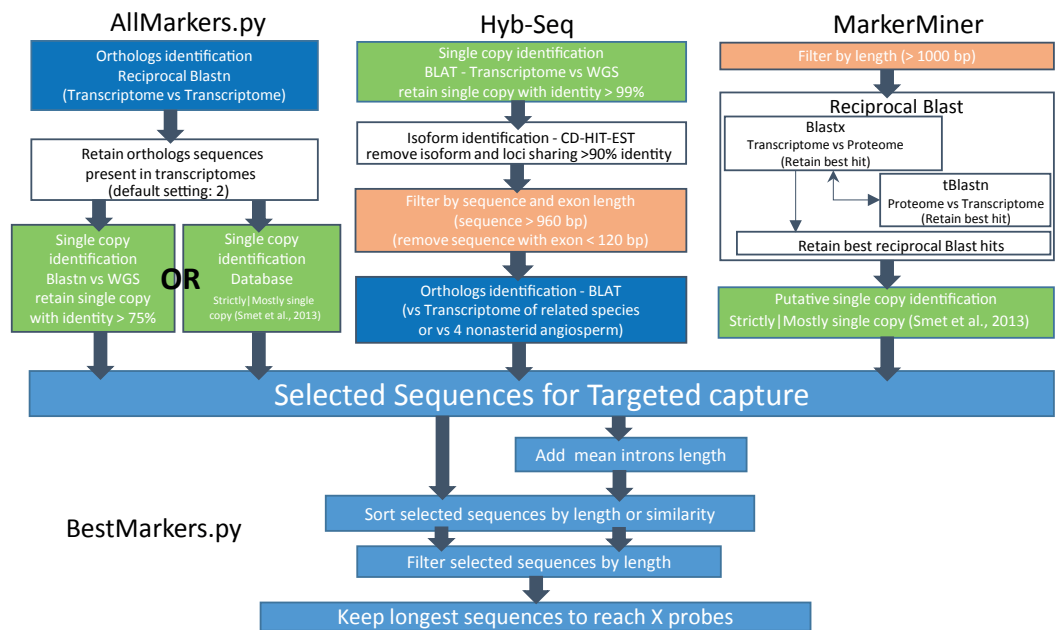 AllMarkers.py
Orthologs identification
Reciprocal Blastn
(Transcriptome vs Transcriptome)
Retain orthologs sequences
present in transcriptomes
(default setting: 2)
Single copy
identification
Blastn vs WGS
retain single copy
with identity > 75%
OR
Single copy
identification
Database
Strictly|Mostly single
copy (Smet et al., 2013)
Hyb-Seq
Single copy identification
BLAT - Transcriptome vs WGS
retain single copy with identity > 99%
Isoform identification - CD-HIT-EST
remove isoform and loci sharing >90% identity
Filter by sequence and exon length
(sequence > 960 bp)
(remove sequence with exon < 120 bp)
Orthologs identification - BLAT
(vs Transcriptome of related species
or vs 4 nonasterid angiosperm)
MarkerMiner
Filter by length (> 1000 bp)
Reciprocal Blast
Blastx
Transcriptome vs Proteome
(Retain best hit)
tBlastn
Proteome vs Transcriptome
(Retain best hit)
Retain best reciprocal Blast hits
Putative single copy identification
Strictly|Mostly single copy (Smet et al., 2013)
Selected Sequences for Targeted capture
Add mean introns length
Sort selected sequences by length or similarity
BestMarkers.py
Filter selected sequences by length
Keep longest sequences to reach X probes